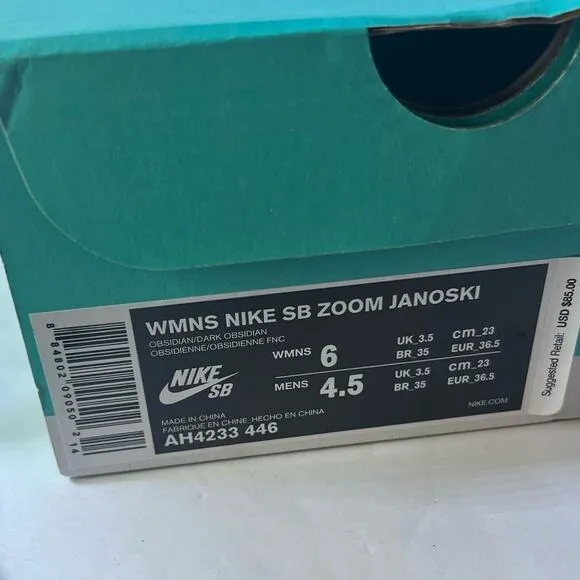 WMNS NIKE SB ZOOM JANOSKI
OBSIDIAN/DARK OBSIDIAN
OBSIDIENNE/OBSIDIENNE FNC
NIKE
SB
WMNS 6 UK_3.5 cm_23
BR_35 EUR_36.5
MENS 4.5 UK_3.5 cm_23
BR_35 EUR_36.5
MADE IN CHINA
FABRIQUE EN CHINE_HECHO EN CHINA
AH4233 446
NIKE.COM
8 84802 09050 2 14
Suggested Retail: USD $85.00